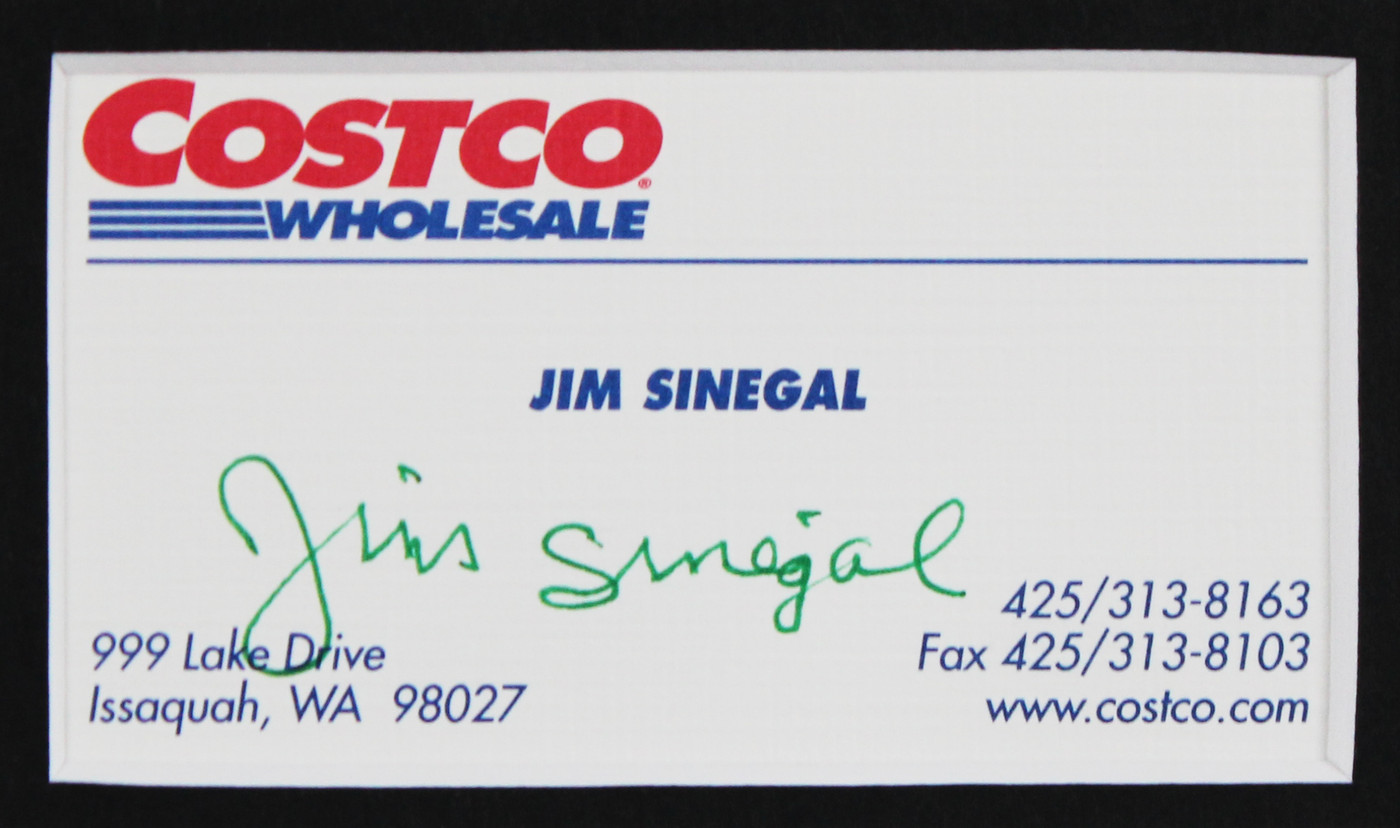 COSTCO®
WHOLESALE
JIM SINEGAL
Jim Sinegal
999 Lake Drive
Issaquah, WA 98027
425/313-8163
Fax 425/313-8103
www.costco.com